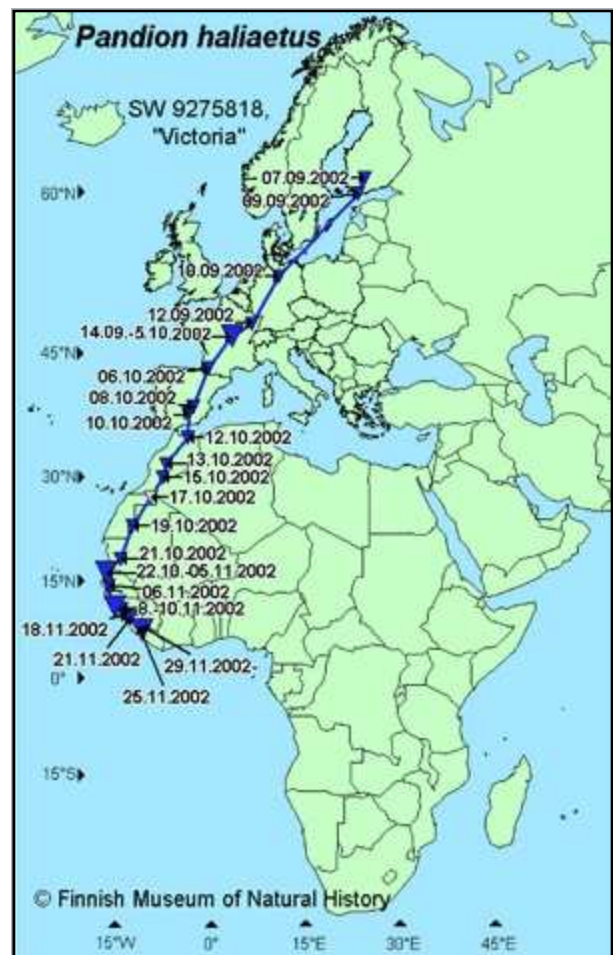 Pandion haliaetus
SW 9275818,
"Victoria"
07.09.2002
60°N
09.09.2002
10.09.2002
12.09.2002
14.09.-5.10.2002
45°N
06.10.2002
08.10.2002
10.10.2002
12.10.2002
13.10.2002
30°N
15.10.2002
17.10.2002
19.10.2002
21.10.2002
15°N
22.10.-05.11.2002
06.11.2002
8.-10.11.2002
18.11.2002
21.11.2002
29.11.2002-
0°
25.11.2002
15°S
© Finnish Museum of Natural History
15°W 0° 15°E 30°E 45°E